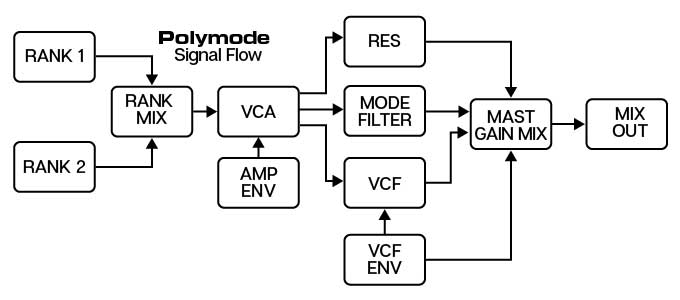 Polymode
Signal Flow
RANK 1
RANK 2
RANK
MIX
VCA
AMP
ENV
RES
MODE
FILTER
VCF
VCF
ENV
MAST
GAIN MIX
MIX
OUT